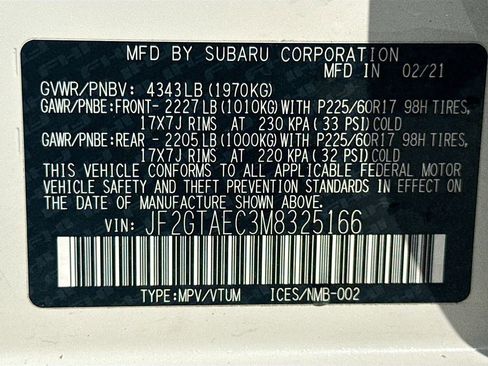 MFD BY SUBARU CORPORATION
MFD IN 02/21
GVWR/PNBV: 4343LB (1970KG)
GAWR/PNBE:FRONT- 2227LB (1010KG)WITH P225/60R17 98H TIRES,
17X7J RIMS AT 230 KPA (33 PSI)COLD
GAWR/PNBE:REAR - 2205LB (1000KG)WITH P225/60R17 98H TIRES,
17X7J RIMS AT 220 KPA (32 PSI)COLD
THIS VEHICLE CONFORMS TO ALL APPLICABLE FEDERAL MOTOR
VEHICLE SAFETY AND THEFT PREVENTION STANDARDS IN EFFECT ON
THE DATE OF MANUFACTURE SHOWN ABOVE.
VIN: JF2GTAEC3M8325166
TYPE:MPV/VTUM ICES/NMB-002